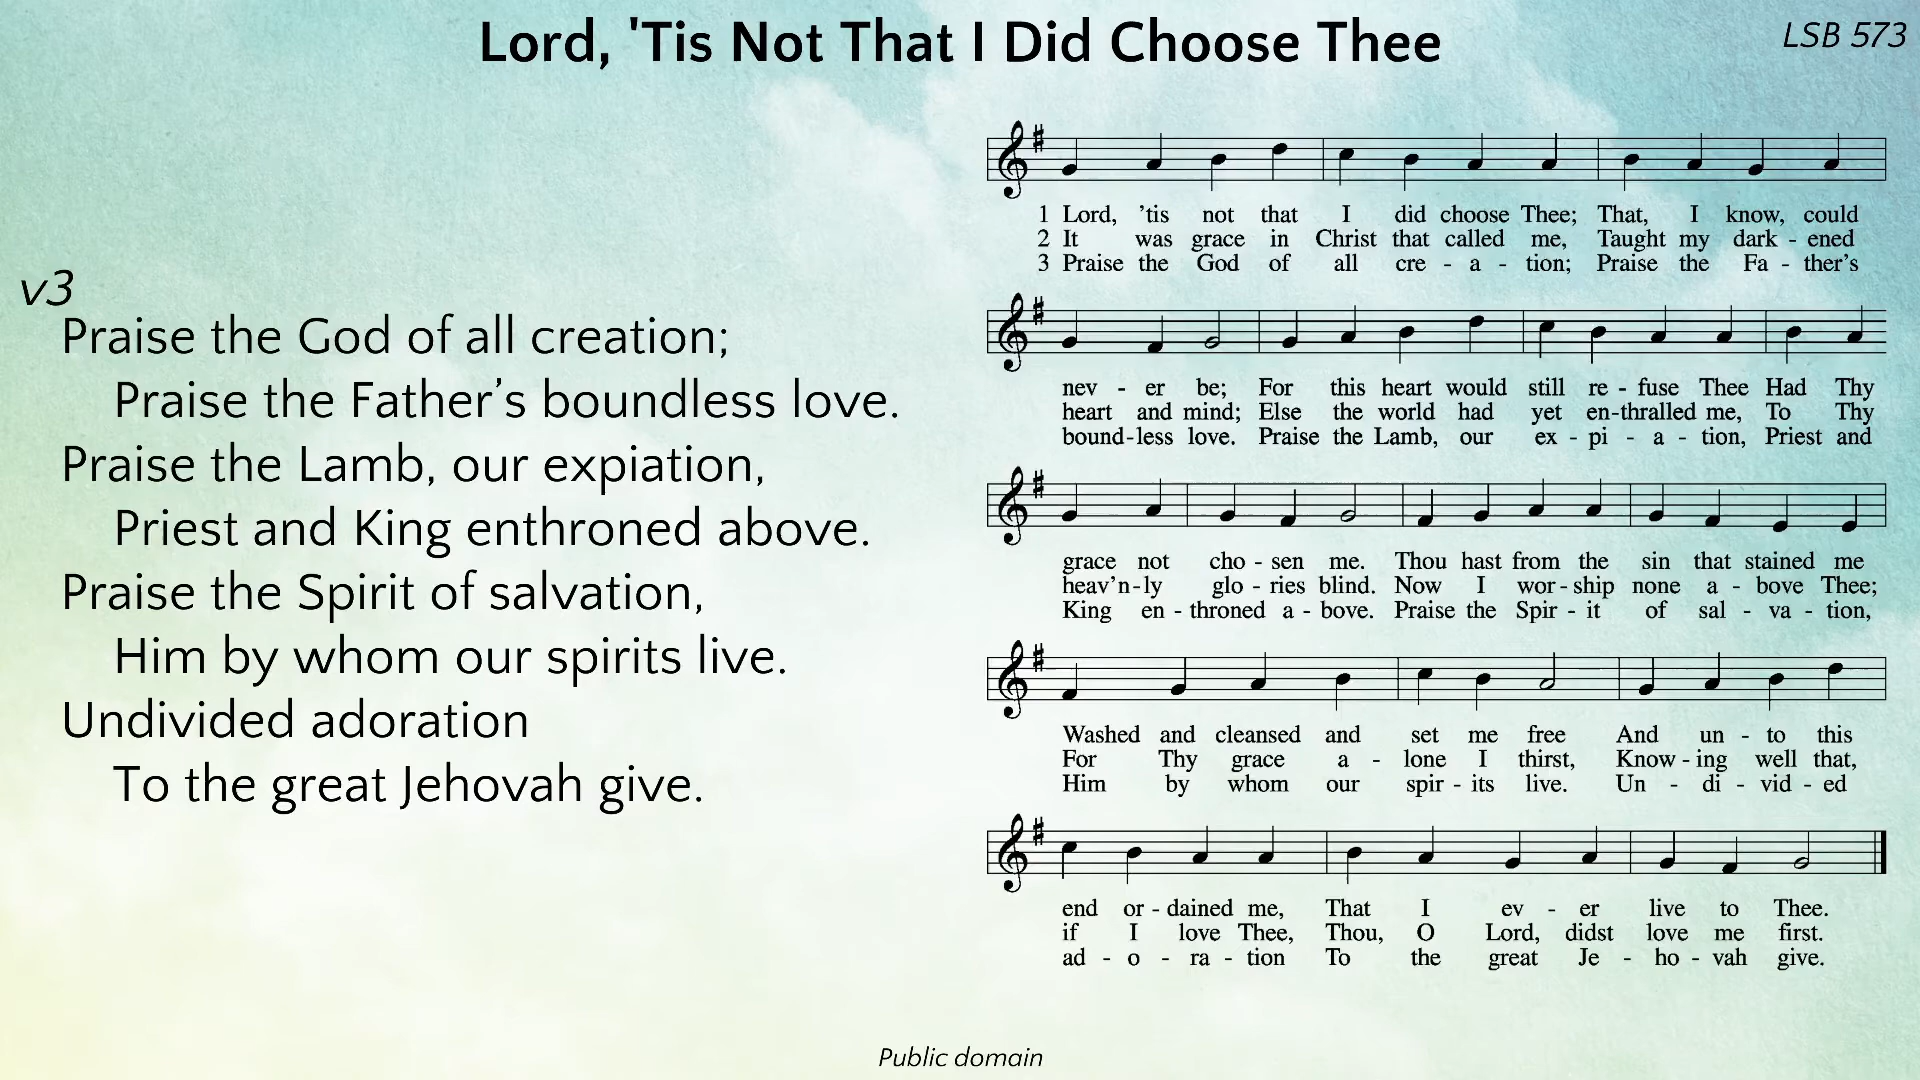 Lord, 'Tis Not That I Did Choose Thee
LSB 573
v3
Praise the God of all creation;
Praise the Father’s boundless love.
Praise the Lamb, our expiation,
Priest and King enthroned above.
Praise the Spirit of salvation,
Him by whom our spirits live.
Undivided adoration
To the great Jehovah give.
1 Lord, ’tis not that I did choose Thee; That, I know, could
2 It was grace in Christ that called me, Taught my dark - ened
3 Praise the God of all cre - a - tion; Praise the Fa - ther’s
nev - er be; For this heart would still re - fuse Thee Had Thy
heart and mind; Else the world had yet en-thralled me, To Thy
bound-less love. Praise the Lamb, our ex - pi - a - tion, Priest and
grace not cho - sen me. Thou hast from the sin that stained me
heav’n-ly glo - ries blind. Now I wor - ship none a - bove Thee;
King en - throned a - bove. Praise the Spir - it of sal - va - tion,
Washed and cleansed and set me free And un - to this
For Thy grace a - lone I thirst, Know - ing well that,
Him by whom our spir - its live. Un - di - vid - ed
end or - dained me, That I ev - er live to Thee.
if I love Thee, Thou, O Lord, didst love me first.
ad - o - ra - tion To the great Je - ho - vah give.
Public domain